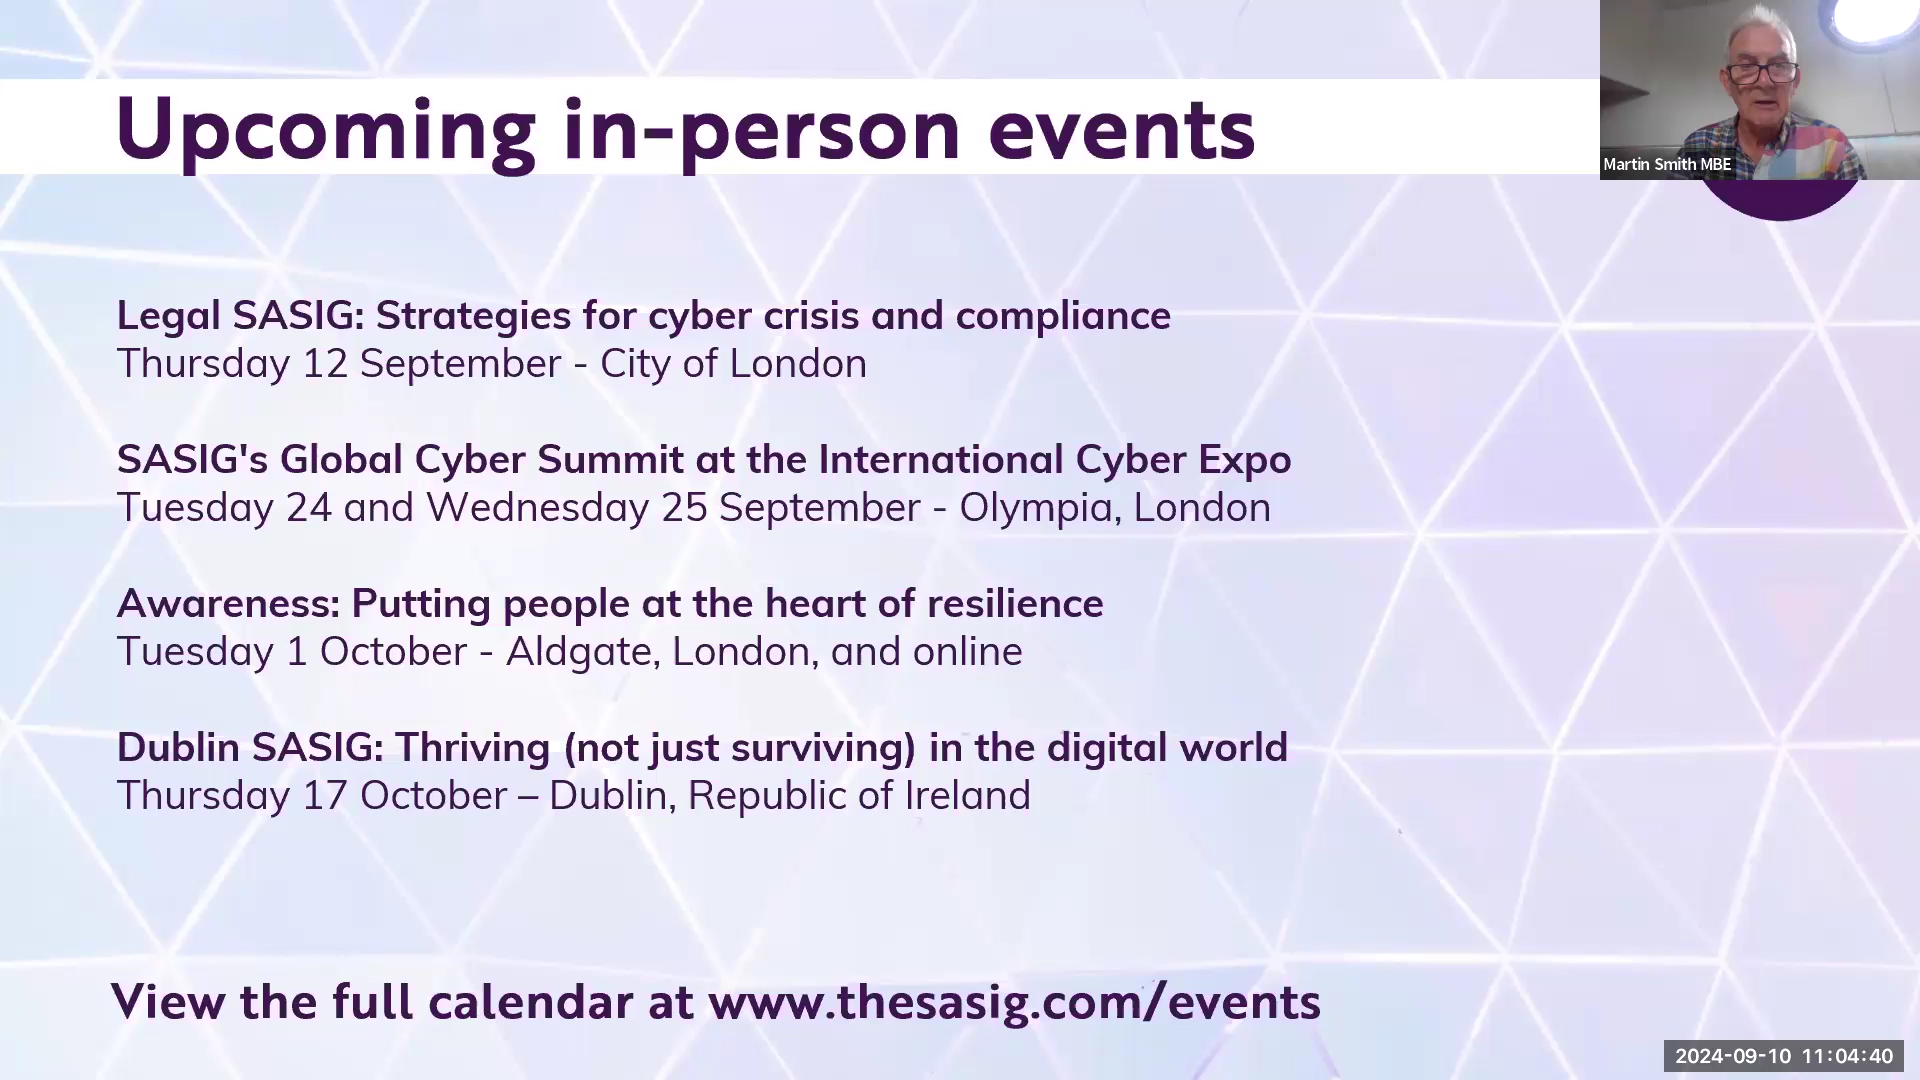 Upcoming in-person events
Martin Smith MBE
Legal SASIG: Strategies for cyber crisis and compliance
Thursday 12 September - City of London
SASIG's Global Cyber Summit at the International Cyber Expo
Tuesday 24 and Wednesday 25 September - Olympia, London
Awareness: Putting people at the heart of resilience
Tuesday 1 October - Aldgate, London, and online
Dublin SASIG: Thriving (not just surviving) in the digital world
Thursday 17 October – Dublin, Republic of Ireland
View the full calendar at www.thesasig.com/events
2024-09-10 11:04:40